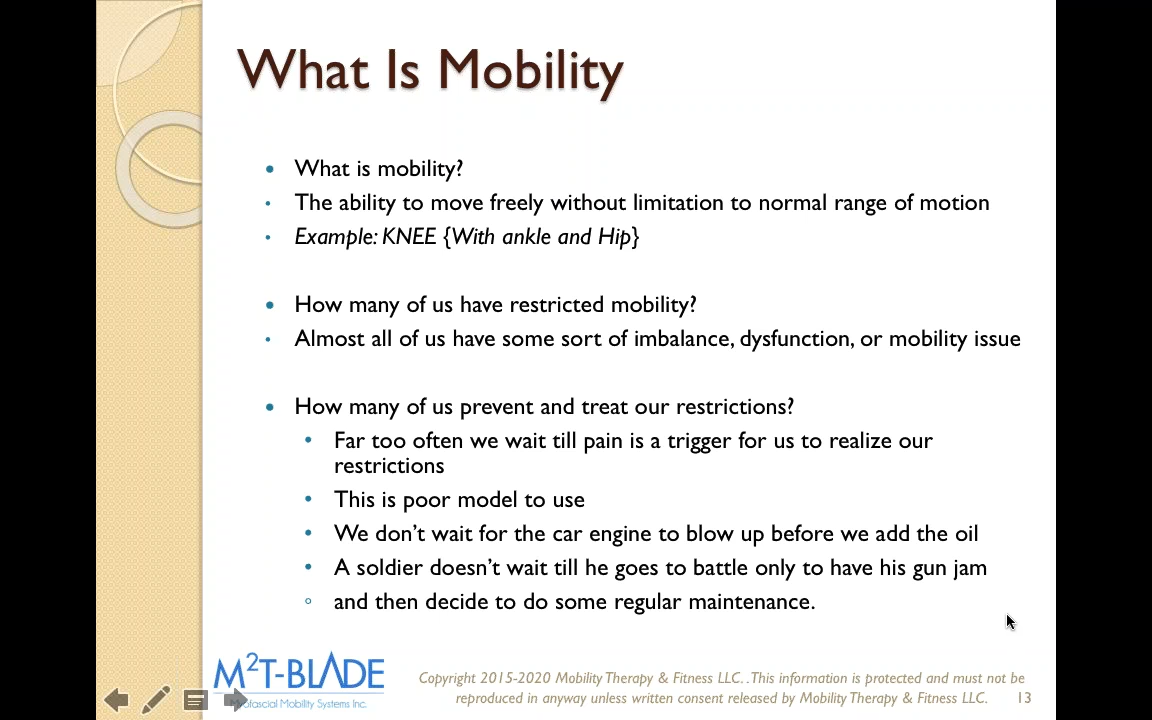 What Is Mobility
What is mobility?
The ability to move freely without limitation to normal range of motion
Example: KNEE {With ankle and Hip}
How many of us have restricted mobility?
Almost all of us have some sort of imbalance, dysfunction, or mobility issue
How many of us prevent and treat our restrictions?
Far too often we wait till pain is a trigger for us to realize our
restrictions
This is poor model to use
We don’t wait for the car engine to blow up before we add the oil
A soldier doesn’t wait till he goes to battle only to have his gun jam
and then decide to do some regular maintenance.
M²T-BLADE
Mobility Systems Inc.
Copyright 2015-2020 Mobility Therapy & Fitness LLC. . This information is protected and must not be
reproduced in anyway unless written consent released by Mobility Therapy & Fitness LLC.
13